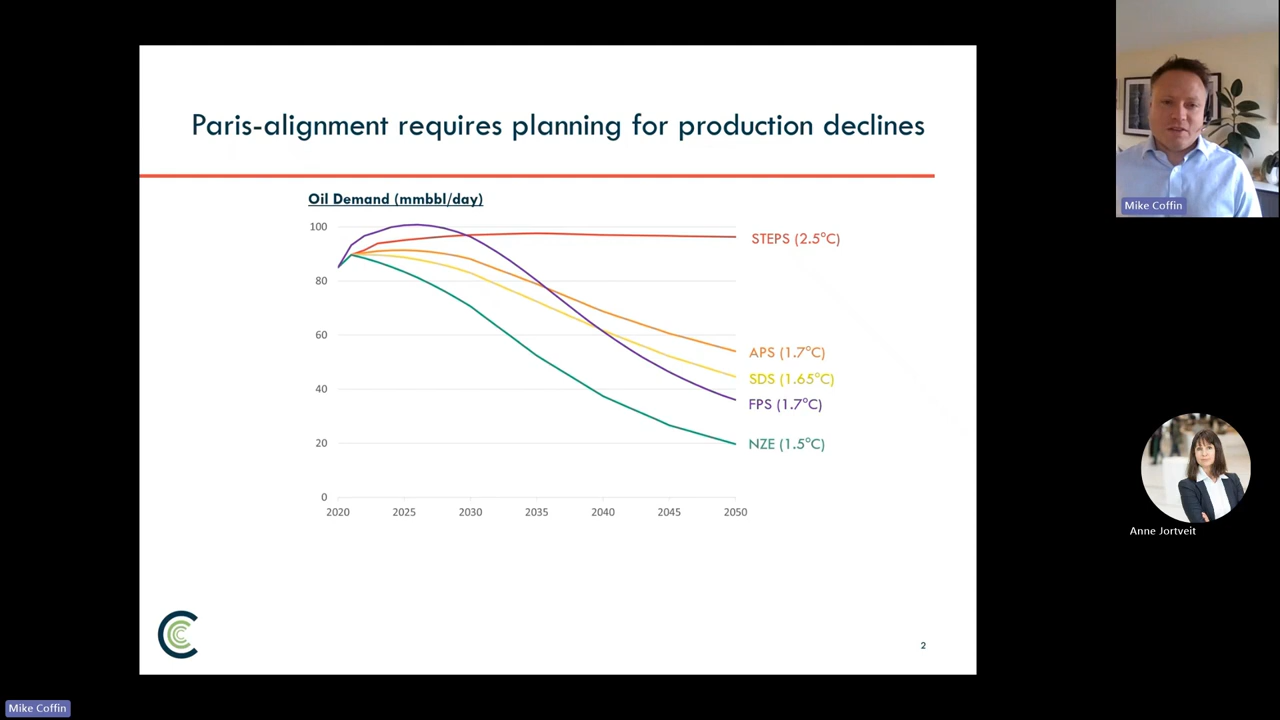 Paris-alignment requires planning for production declines
Oil Demand (mmbbl/day)
100
80
60
40
20
0
2020 2025 2030 2035 2040 2045 2050
STEPS (2.5°C)
APS (1.7°C)
SDS (1.65°C)
FPS (1.7°C)
NZE (1.5°C)
2
Mike Coffin
Anne Jortveit
Mike Coffin